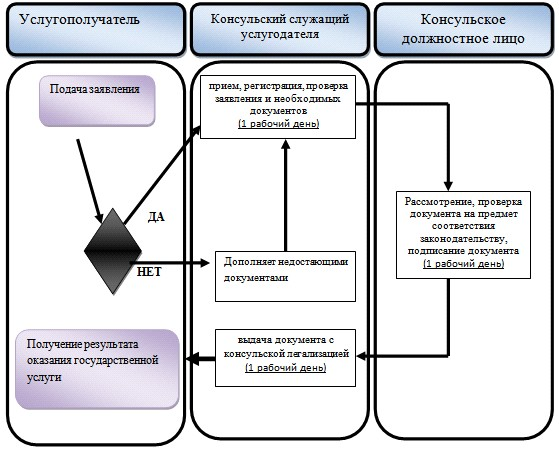 Услугополучатель
Консульский служащий
услугодателя
Консульское
должностное лицо
Подача заявления
прием, регистрация, проверка
заявления и необходимых
документов
(1 рабочий день)
ДА
НЕТ
Дополняет недостающими
документами
Рассмотрение, проверка
документа на предмет
соответствия
законодательству,
подписание документа
(1 рабочий день)
выдача документа с
консульской легализацией
(1 рабочий день)
Получение результата
оказания государственной
услуги